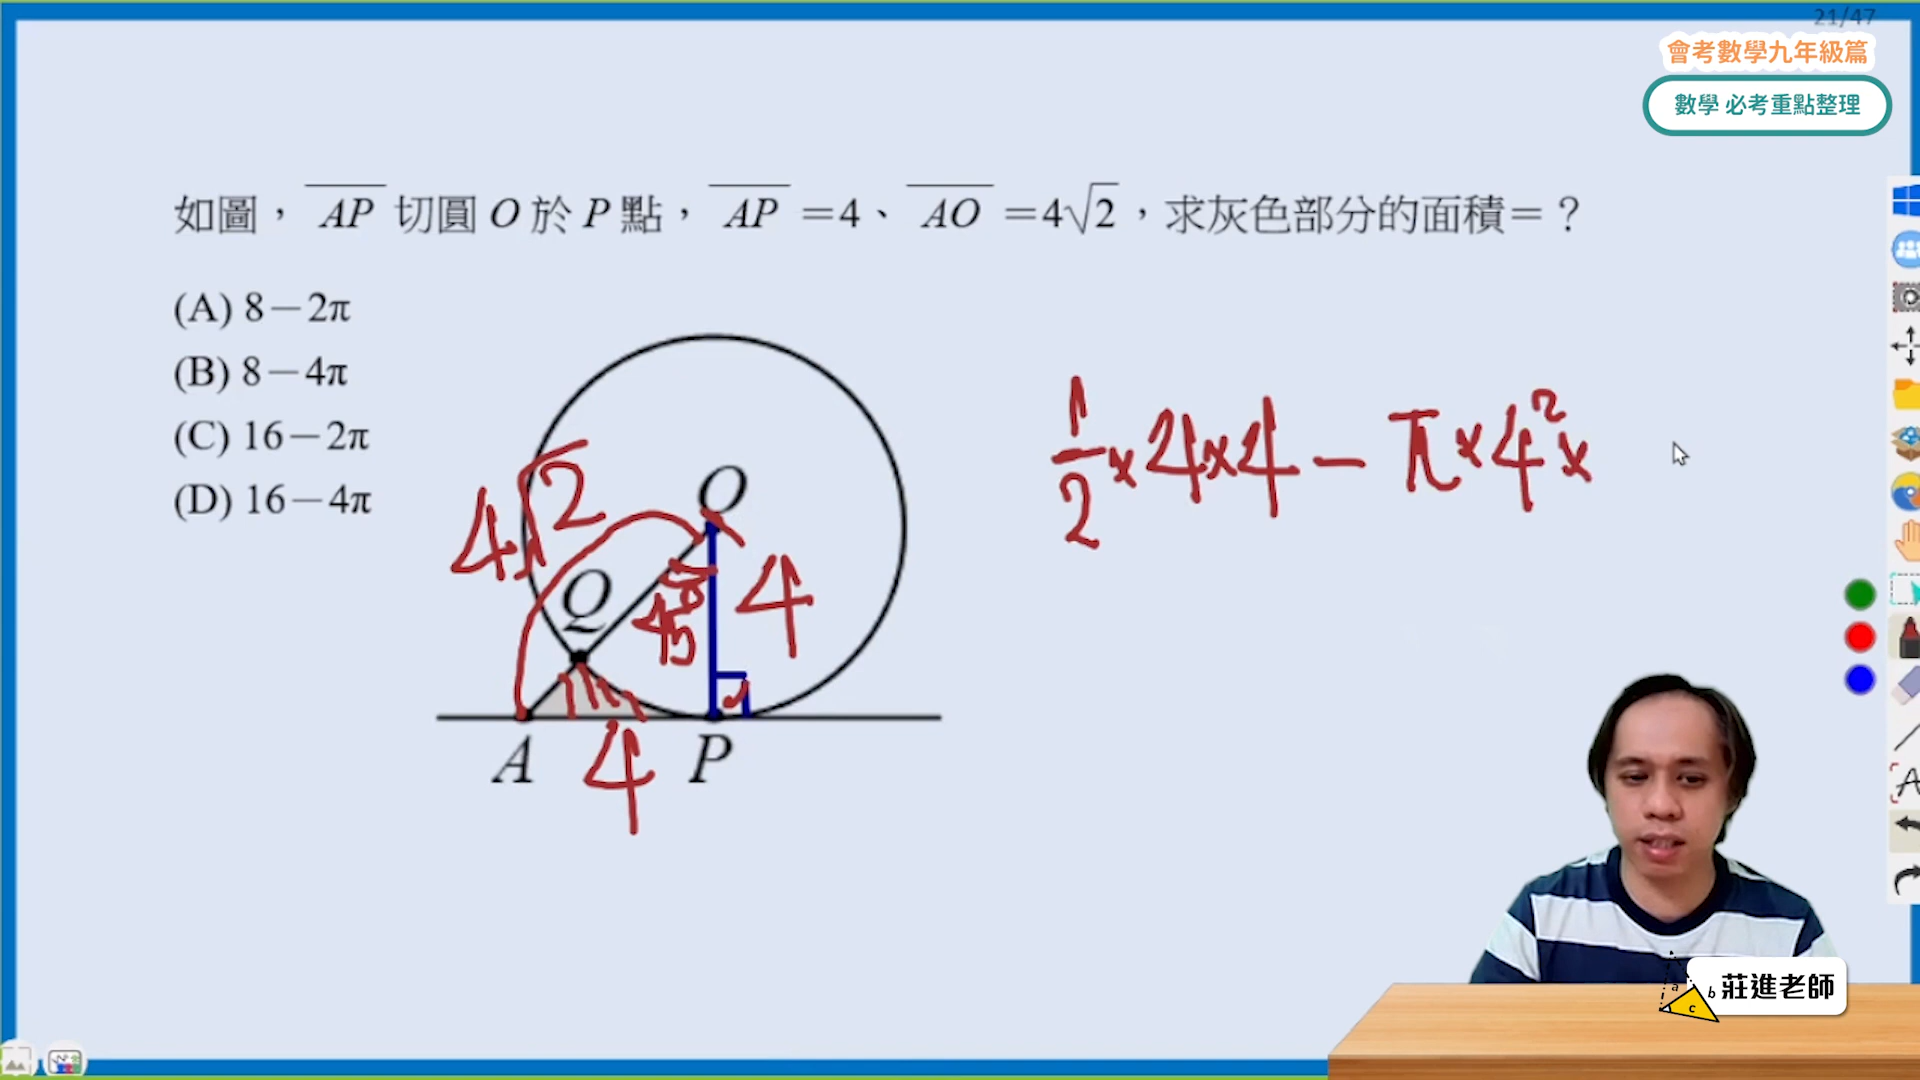 21/47
會考數學九年級篇
數學 必考重點整理
如圖，AP 切圓 O 於 P 點，AP＝4、AO＝4√2，求灰色部分的面積＝？
(A) 8－2π
(B) 8－4π
(C) 16－2π
(D) 16－4π
O
4√2
Q
45
4
A
4
P
1/2 × 4 × 4 － π × 4² ×
A
a
b
c
莊進老師